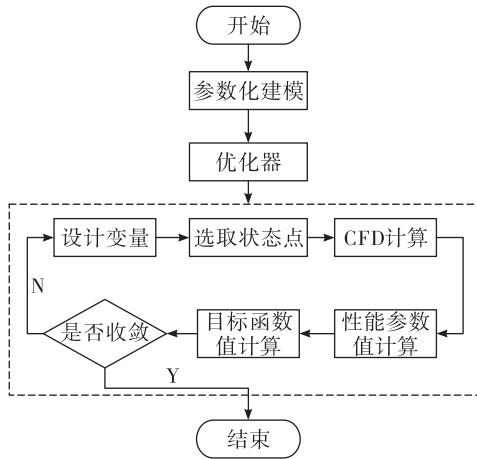 开始
参数化建模
优化器
设计变量
选取状态点
CFD计算
N
是否收敛
目标函数
值计算
性能参数
值计算
Y
结束